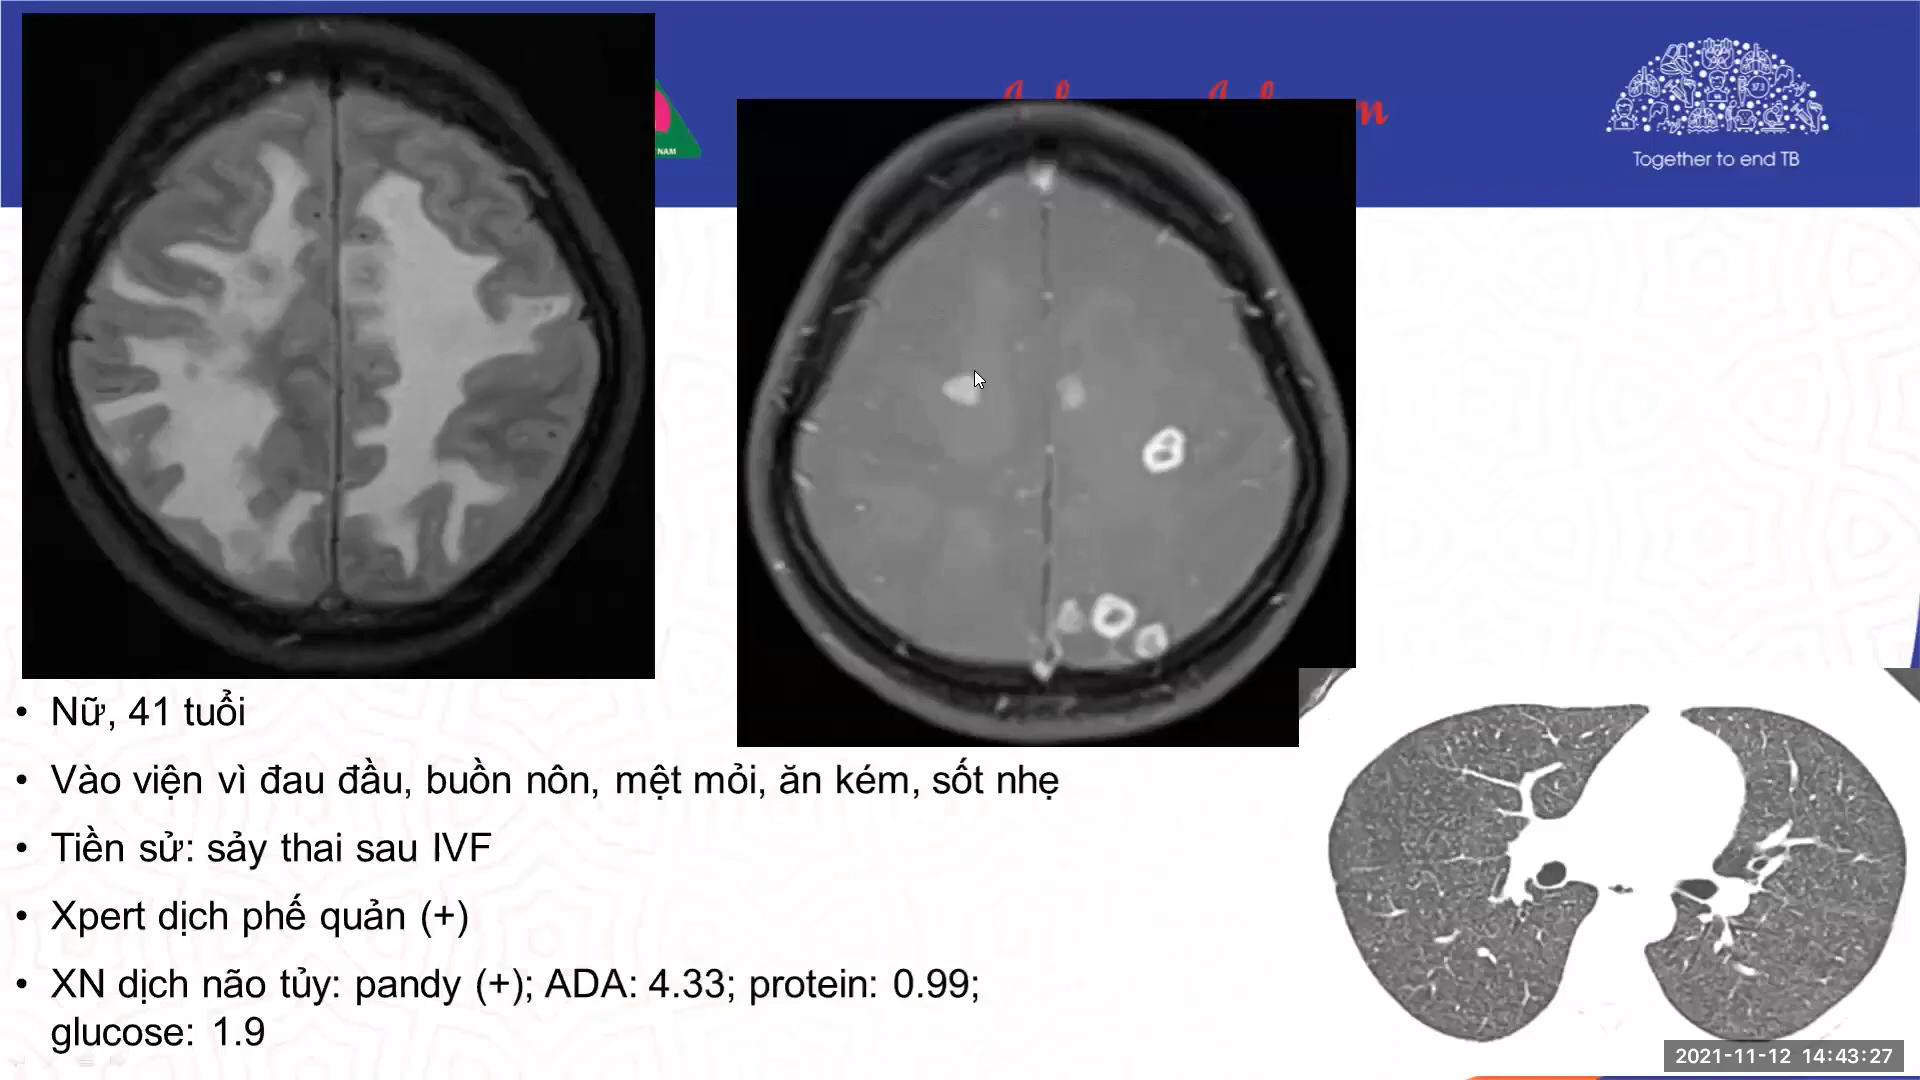 NAM
Together to end TB
• Nữ, 41 tuổi
• Vào viện vì đau đầu, buồn nôn, mệt mỏi, ăn kém, sốt nhẹ
• Tiền sử: sảy thai sau IVF
• Xpert dịch phế quản (+)
• XN dịch não tủy: pandy (+); ADA: 4.33; protein: 0.99;
glucose: 1.9
2021-11-12 14:43:27